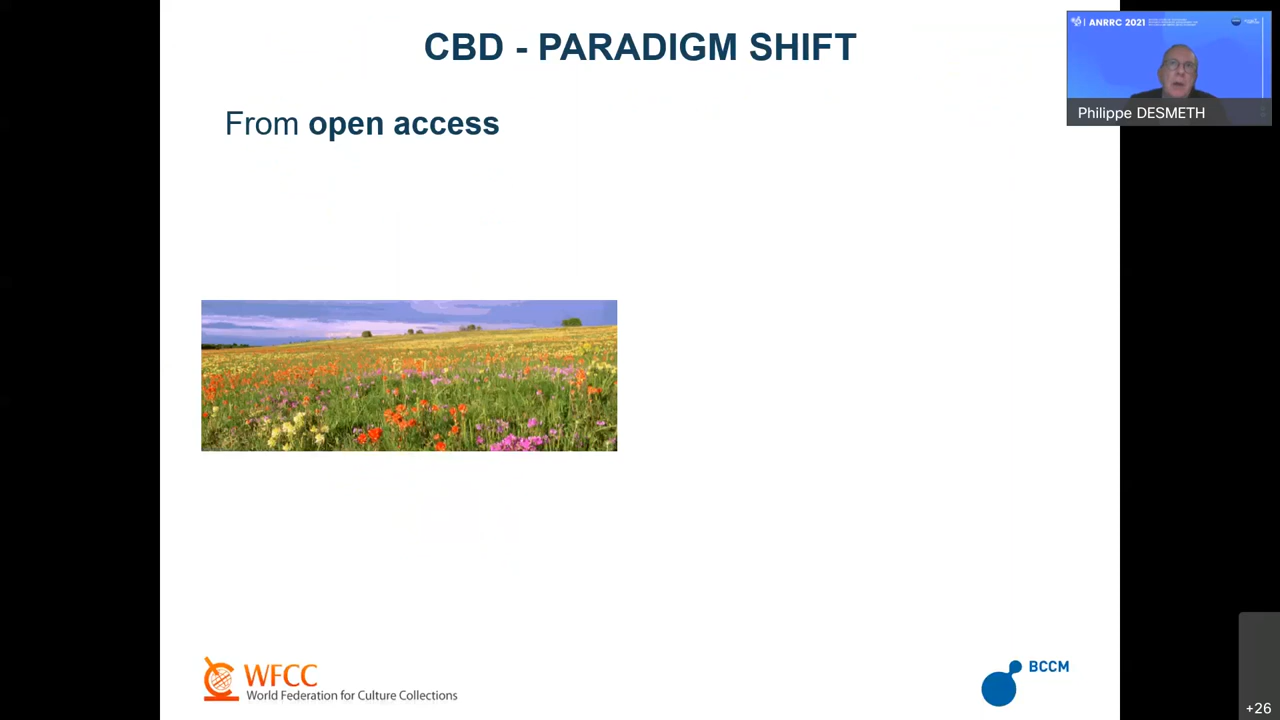 CBD - PARADIGM SHIFT
ANRRC 2021
Philippe DESMETH
From open access
WFCC
World Federation for Culture Collections
BCCM
+26